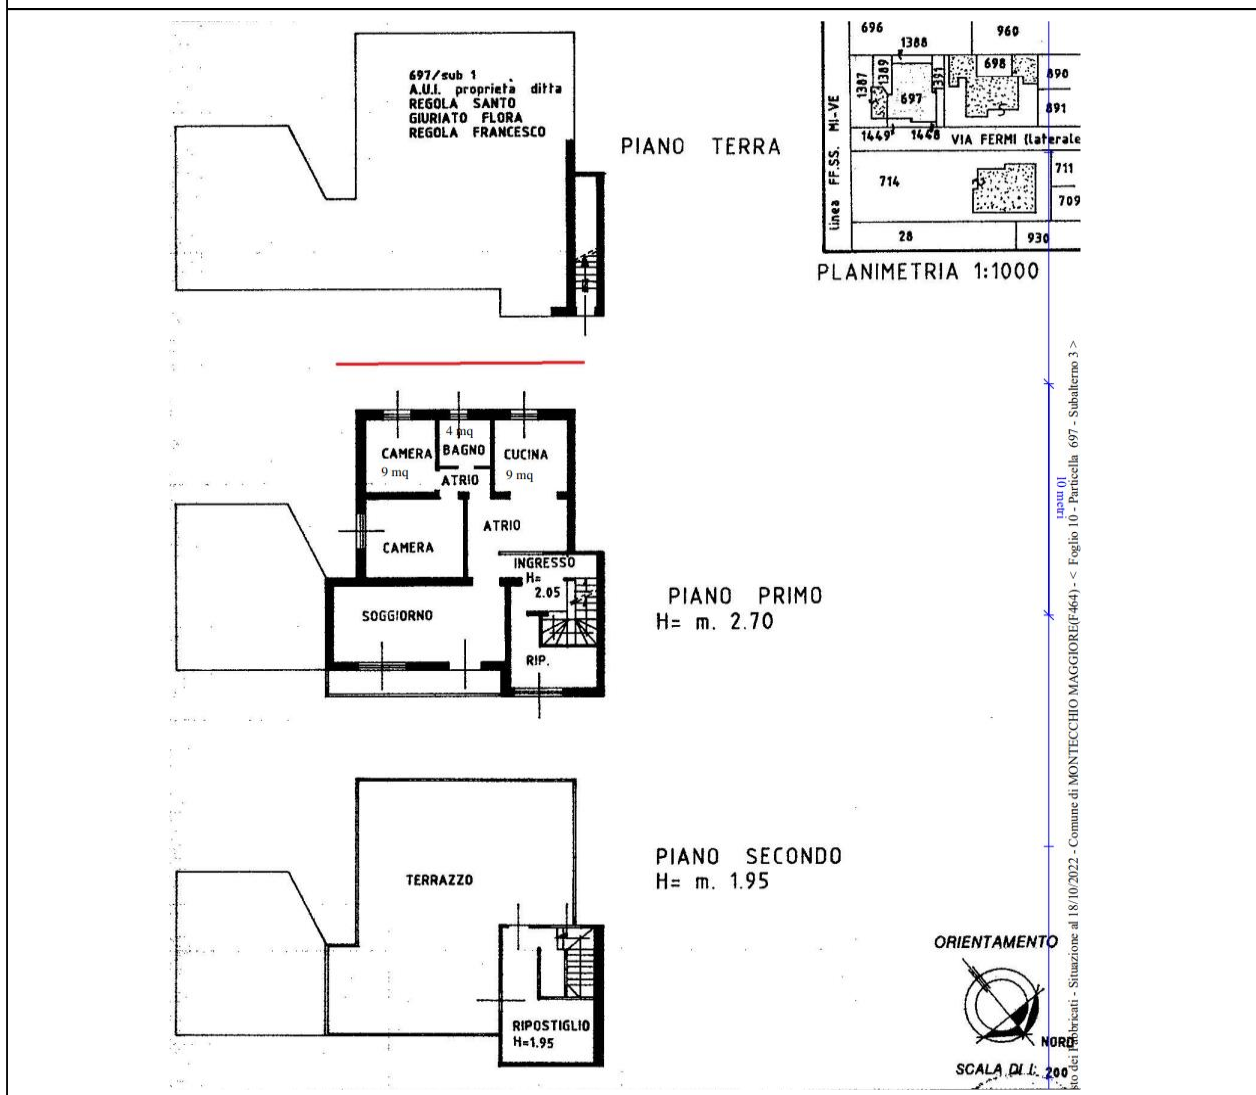 697/sub 1
A.U.I. proprietà ditta
REGOLA SANTO
GIURIATO FLORA
REGOLA FRANCESCO
PIANO TERRA
696
960
1388
1387
1389
697
1391
698
890
891
1449
1448
VIA FERMI (laterale
linea FF.SS. MI-VE
714
711
709
28
930
PLANIMETRIA 1:1000
4 mq
CAMERA
BAGNO
CUCINA
9 mq
9 mq
ATRIO
ATRIO
CAMERA
INGRESSO
H=
2.05
SOGGIORNO
RIP.
PIANO PRIMO
H= m. 2.70
TERRAZZO
RIPOSTIGLIO
H=1.95
PIANO SECONDO
H= m. 1.95
ORIENTAMENTO
NORD
SCALA DI 1: 200
10 metri
sto dei Fabbricati - Situazione al 18/10/2022 - Comune di MONTECCHIO MAGGIORE(F464) - < Foglio 10 - Particella 697 - Subalterno 3 >